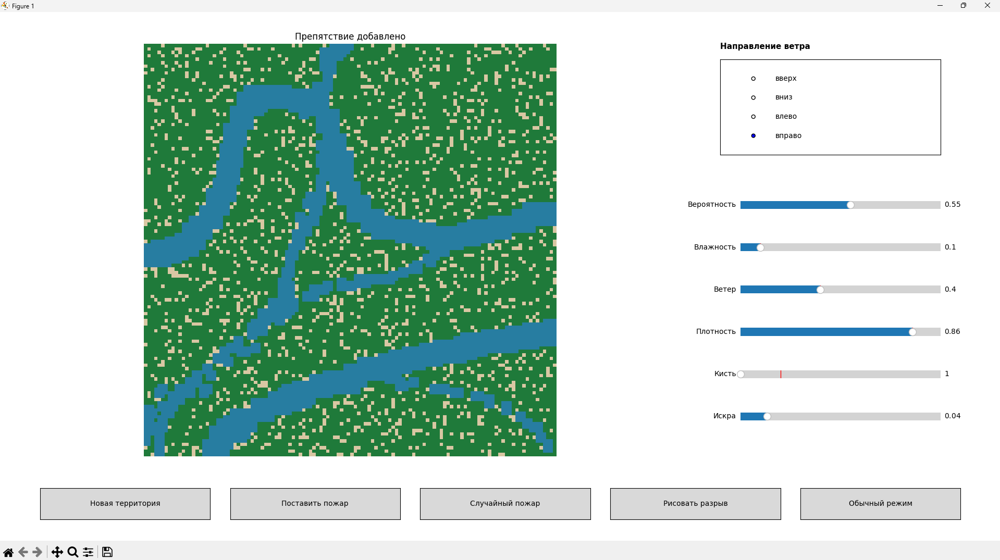 Figure 1
Препятствие добавлено
Направление ветра
вверх
вниз
влево
вправо
Вероятность 0.55
Влажность 0.1
Ветер 0.4
Плотность 0.86
Кисть 1
Искра 0.04
Новая территория
Поставить пожар
Случайный пожар
Рисовать разрыв
Обычный режим